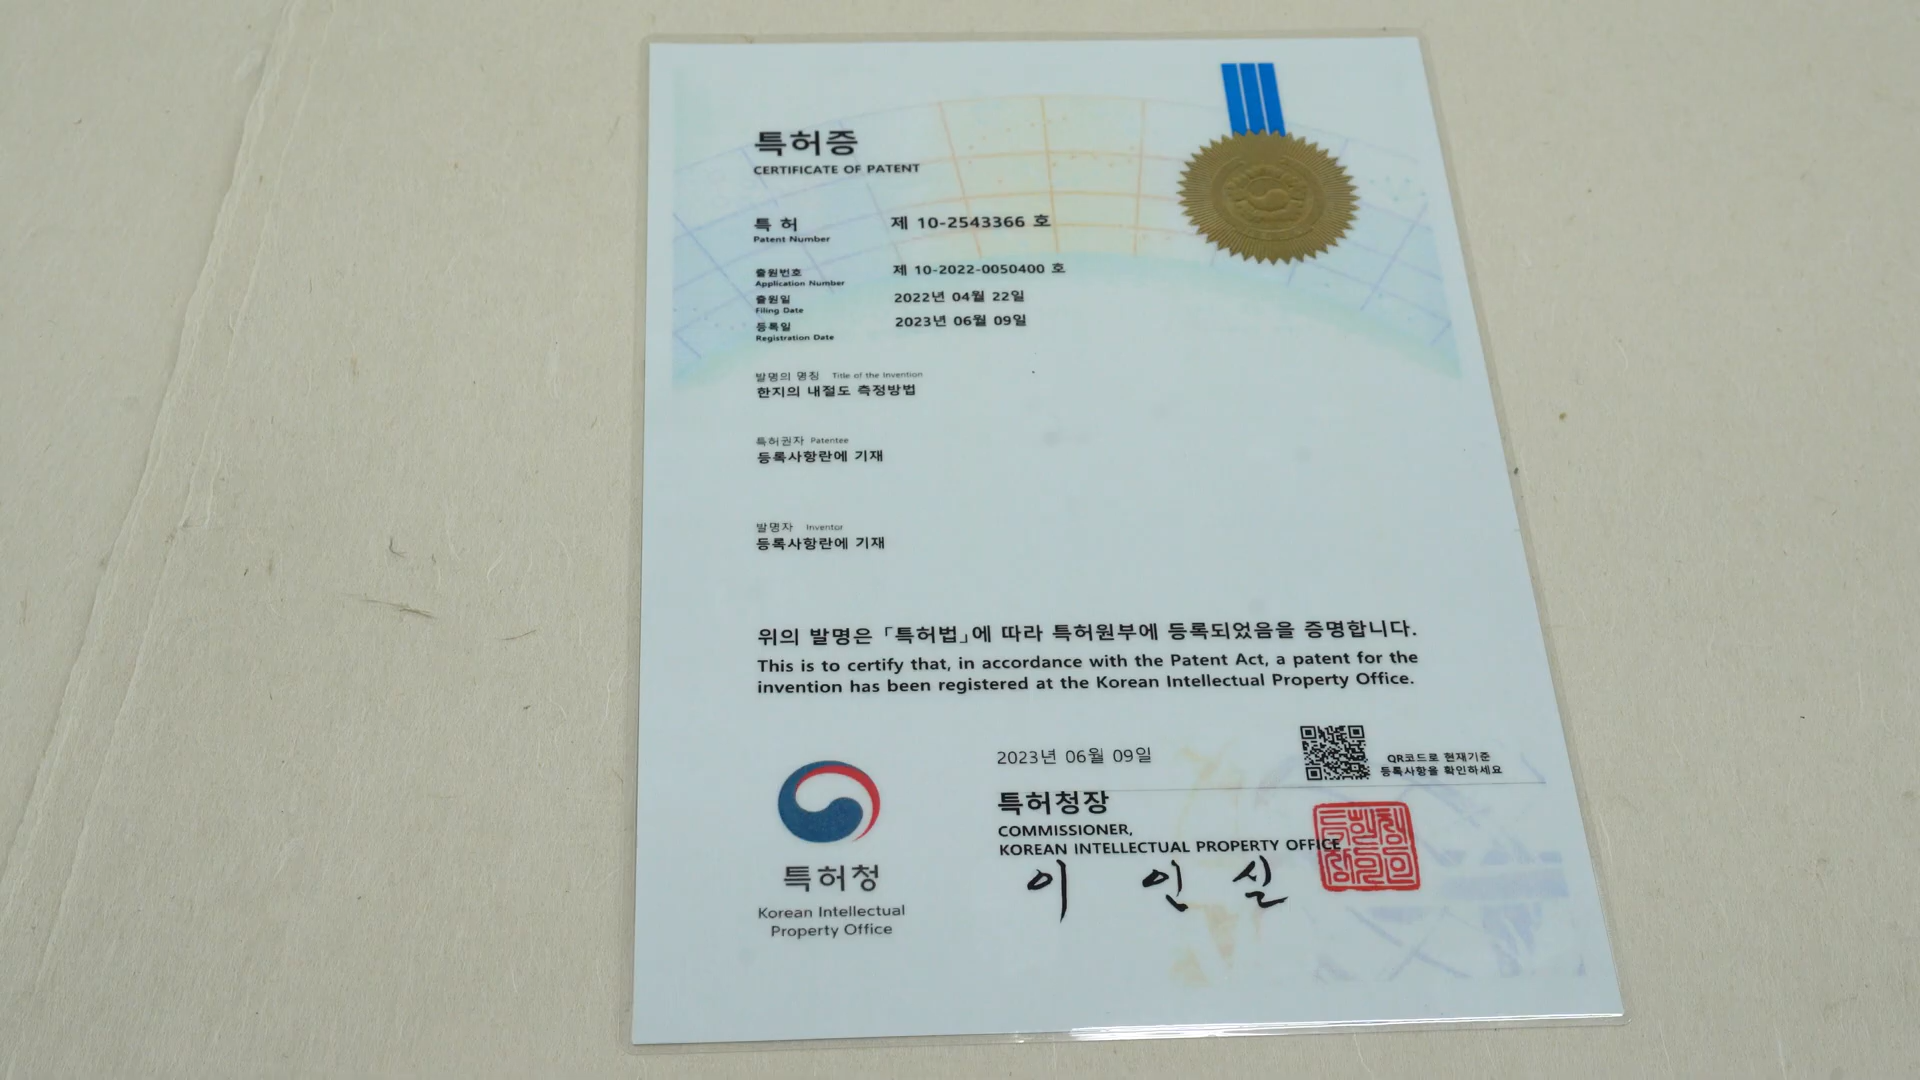 특허증
CERTIFICATE OF PATENT
특 허 제 10-2543366 호
Patent Number
출원번호 제 10-2022-0050400 호
Application Number
출원일 2022년 04월 22일
Filing Date
등록일 2023년 06월 09일
Registration Date
발명의 명칭 Title of the Invention
한지의 내절도 측정방법
특허권자 Patentee
등록사항란에 기재
발명자 Inventor
등록사항란에 기재
위의 발명은 「특허법」에 따라 특허원부에 등록되었음을 증명합니다.
This is to certify that, in accordance with the Patent Act, a patent for the
invention has been registered at the Korean Intellectual Property Office.
2023년 06월 09일
QR코드로 현재기준
등록사항을 확인하세요
특허청장
COMMISSIONER,
KOREAN INTELLECTUAL PROPERTY OFFICE
이 인 실
특허청
Korean Intellectual
Property Office